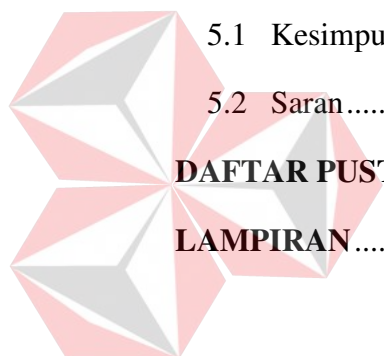 5.1 Kesimpu
5.2 Saran.....
DAFTAR PUST
LAMPIRAN.....